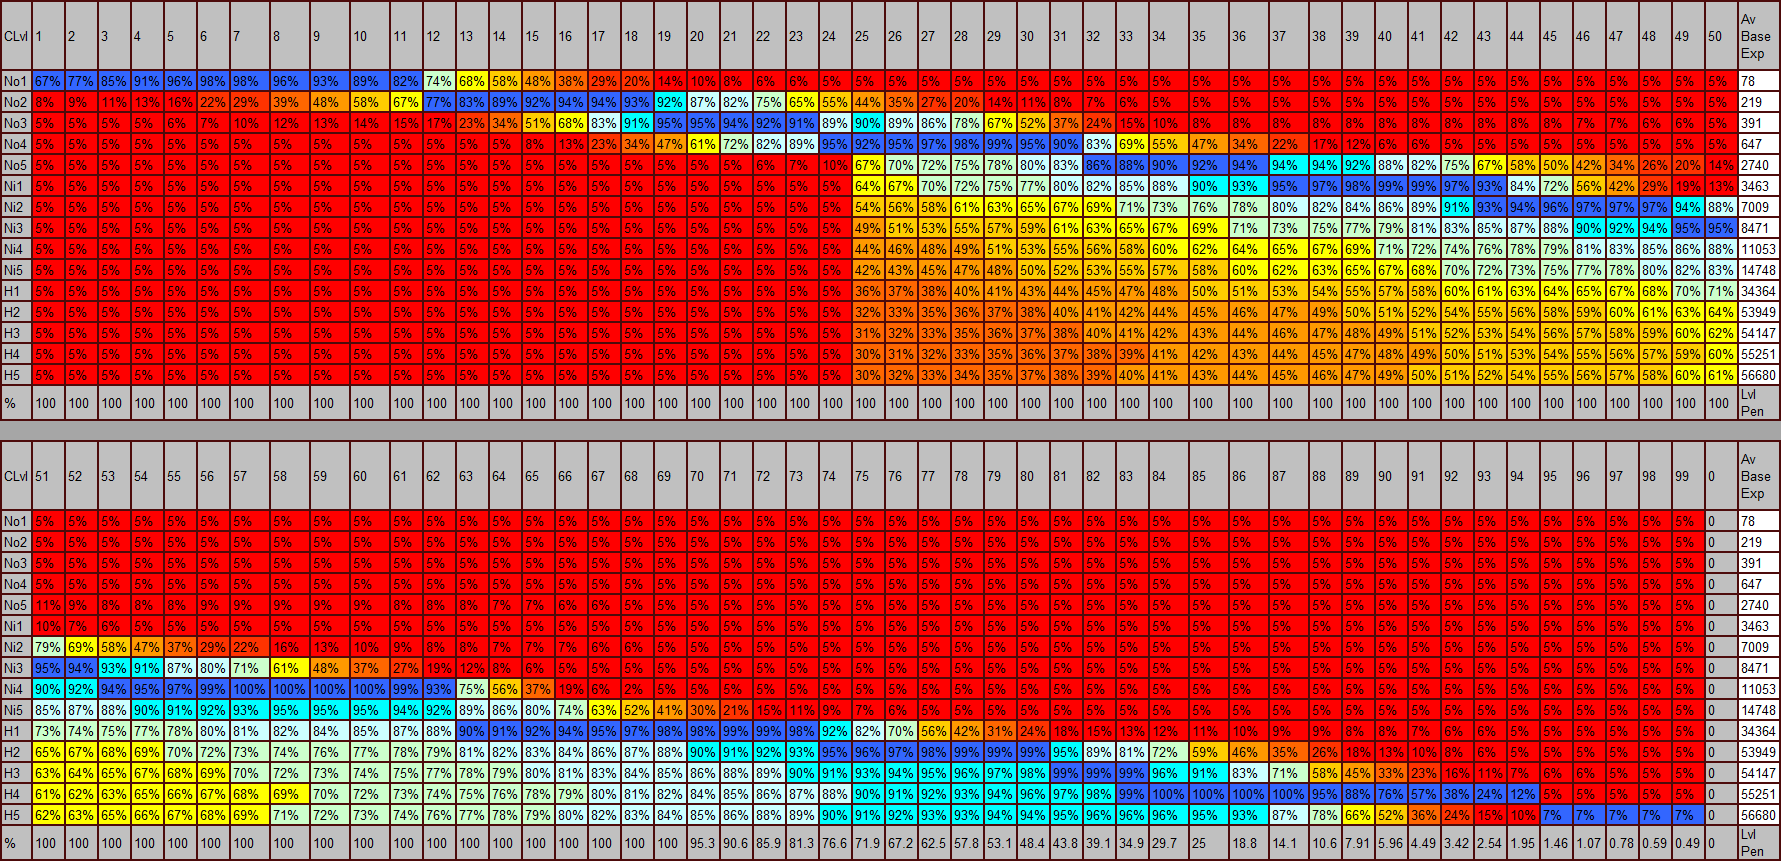 CLvl 1 2 3 4 5 6 7 8 9 10 11 12 13 14 15 16 17 18 19 20 21 22 23 24 25 26 27 28 29 30 31 32 33 34 35 36 37 38 39 40 41 42 43 44 45 46 47 48 49 50 Av Base Exp
No1 67% 77% 85% 91% 96% 98% 98% 96% 93% 89% 82% 74% 68% 58% 48% 38% 29% 20% 14% 10% 8% 6% 6% 5% 5% 5% 5% 5% 5% 5% 5% 5% 5% 5% 5% 5% 5% 5% 5% 5% 5% 5% 5% 5% 5% 5% 5% 5% 5% 5% 78
No2 8% 9% 11% 13% 16% 22% 29% 39% 48% 58% 67% 77% 83% 89% 92% 94% 94% 93% 92% 87% 82% 75% 65% 55% 44% 35% 27% 20% 14% 11% 8% 7% 6% 5% 5% 5% 5% 5% 5% 5% 5% 5% 5% 5% 5% 5% 5% 5% 5% 5% 219
No3 5% 5% 5% 5% 6% 7% 10% 12% 13% 14% 15% 17% 23% 34% 51% 68% 83% 91% 95% 95% 94% 92% 91% 89% 90% 89% 86% 78% 67% 52% 37% 24% 15% 10% 8% 8% 8% 8% 8% 8% 8% 8% 8% 8% 8% 7% 7% 6% 6% 5% 391
No4 5% 5% 5% 5% 5% 5% 5% 5% 5% 5% 5% 5% 5% 5% 8% 13% 23% 34% 47% 61% 72% 82% 89% 95% 92% 95% 97% 98% 99% 95% 90% 83% 69% 55% 47% 34% 22% 17% 12% 6% 6% 5% 5% 5% 5% 5% 5% 5% 5% 5% 647
No5 5% 5% 5% 5% 5% 5% 5% 5% 5% 5% 5% 5% 5% 5% 5% 5% 5% 5% 5% 5% 5% 6% 7% 10% 67% 70% 72% 75% 78% 80% 83% 86% 88% 90% 92% 94% 94% 94% 92% 88% 82% 75% 67% 58% 50% 42% 34% 26% 20% 14% 2740
Ni1 5% 5% 5% 5% 5% 5% 5% 5% 5% 5% 5% 5% 5% 5% 5% 5% 5% 5% 5% 5% 5% 5% 5% 5% 64% 67% 70% 72% 75% 77% 80% 82% 85% 88% 90% 93% 95% 97% 98% 99% 99% 97% 93% 84% 72% 56% 42% 29% 19% 13% 3463
Ni2 5% 5% 5% 5% 5% 5% 5% 5% 5% 5% 5% 5% 5% 5% 5% 5% 5% 5% 5% 5% 5% 5% 5% 5% 54% 56% 58% 61% 63% 65% 67% 69% 71% 73% 76% 78% 80% 82% 84% 86% 89% 91% 93% 94% 96% 97% 97% 97% 94% 88% 7009
Ni3 5% 5% 5% 5% 5% 5% 5% 5% 5% 5% 5% 5% 5% 5% 5% 5% 5% 5% 5% 5% 5% 5% 5% 5% 49% 51% 53% 55% 57% 59% 61% 63% 65% 67% 69% 71% 73% 75% 77% 79% 81% 83% 85% 87% 88% 90% 92% 94% 95% 95% 8471
Ni4 5% 5% 5% 5% 5% 5% 5% 5% 5% 5% 5% 5% 5% 5% 5% 5% 5% 5% 5% 5% 5% 5% 5% 5% 44% 46% 48% 49% 51% 53% 55% 56% 58% 60% 62% 64% 65% 67% 69% 71% 72% 74% 76% 78% 79% 81% 83% 85% 86% 88% 11053
Ni5 5% 5% 5% 5% 5% 5% 5% 5% 5% 5% 5% 5% 5% 5% 5% 5% 5% 5% 5% 5% 5% 5% 5% 5% 42% 43% 45% 47% 48% 50% 52% 53% 55% 57% 58% 60% 62% 63% 65% 67% 68% 70% 72% 73% 75% 77% 78% 80% 82% 83% 14748
H1 5% 5% 5% 5% 5% 5% 5% 5% 5% 5% 5% 5% 5% 5% 5% 5% 5% 5% 5% 5% 5% 5% 5% 5% 36% 37% 38% 40% 41% 43% 44% 45% 47% 48% 50% 51% 53% 54% 55% 57% 58% 60% 61% 63% 64% 65% 67% 68% 70% 71% 34364
H2 5% 5% 5% 5% 5% 5% 5% 5% 5% 5% 5% 5% 5% 5% 5% 5% 5% 5% 5% 5% 5% 5% 5% 5% 32% 33% 35% 36% 37% 38% 40% 41% 42% 44% 45% 46% 47% 49% 50% 51% 52% 54% 55% 56% 58% 59% 60% 61% 63% 64% 53949
H3 5% 5% 5% 5% 5% 5% 5% 5% 5% 5% 5% 5% 5% 5% 5% 5% 5% 5% 5% 5% 5% 5% 5% 5% 31% 32% 33% 35% 36% 37% 38% 40% 41% 42% 43% 44% 46% 47% 48% 49% 51% 52% 53% 54% 56% 57% 58% 59% 60% 62% 54147
H4 5% 5% 5% 5% 5% 5% 5% 5% 5% 5% 5% 5% 5% 5% 5% 5% 5% 5% 5% 5% 5% 5% 5% 5% 30% 31% 32% 33% 35% 36% 37% 38% 39% 41% 42% 43% 44% 45% 47% 48% 49% 50% 51% 53% 54% 55% 56% 57% 59% 60% 55251
H5 5% 5% 5% 5% 5% 5% 5% 5% 5% 5% 5% 5% 5% 5% 5% 5% 5% 5% 5% 5% 5% 5% 5% 5% 30% 32% 33% 34% 35% 37% 38% 39% 40% 41% 43% 44% 45% 46% 47% 49% 50% 51% 52% 54% 55% 56% 57% 58% 60% 61% 56680
% 100 100 100 100 100 100 100 100 100 100 100 100 100 100 100 100 100 100 100 100 100 100 100 100 100 100 100 100 100 100 100 100 100 100 100 100 100 100 100 100 100 100 100 100 100 100 100 100 100 100 Lvl Pen
CLvl 51 52 53 54 55 56 57 58 59 60 61 62 63 64 65 66 67 68 69 70 71 72 73 74 75 76 77 78 79 80 81 82 83 84 85 86 87 88 89 90 91 92 93 94 95 96 97 98 99 0 Av Base Exp
No1 5% 5% 5% 5% 5% 5% 5% 5% 5% 5% 5% 5% 5% 5% 5% 5% 5% 5% 5% 5% 5% 5% 5% 5% 5% 5% 5% 5% 5% 5% 5% 5% 5% 5% 5% 5% 5% 5% 5% 5% 5% 5% 5% 5% 5% 5% 5% 5% 5% 0 78
No2 5% 5% 5% 5% 5% 5% 5% 5% 5% 5% 5% 5% 5% 5% 5% 5% 5% 5% 5% 5% 5% 5% 5% 5% 5% 5% 5% 5% 5% 5% 5% 5% 5% 5% 5% 5% 5% 5% 5% 5% 5% 5% 5% 5% 5% 5% 5% 5% 5% 0 219
No3 5% 5% 5% 5% 5% 5% 5% 5% 5% 5% 5% 5% 5% 5% 5% 5% 5% 5% 5% 5% 5% 5% 5% 5% 5% 5% 5% 5% 5% 5% 5% 5% 5% 5% 5% 5% 5% 5% 5% 5% 5% 5% 5% 5% 5% 5% 5% 5% 5% 0 391
No4 5% 5% 5% 5% 5% 5% 5% 5% 5% 5% 5% 5% 5% 5% 5% 5% 5% 5% 5% 5% 5% 5% 5% 5% 5% 5% 5% 5% 5% 5% 5% 5% 5% 5% 5% 5% 5% 5% 5% 5% 5% 5% 5% 5% 5% 5% 5% 5% 5% 0 647
No5 11% 9% 8% 8% 8% 9% 9% 9% 9% 9% 8% 8% 8% 7% 7% 6% 6% 5% 5% 5% 5% 5% 5% 5% 5% 5% 5% 5% 5% 5% 5% 5% 5% 5% 5% 5% 5% 5% 5% 5% 5% 5% 5% 5% 5% 5% 5% 5% 5% 0 2740
Ni1 10% 7% 6% 5% 5% 5% 5% 5% 5% 5% 5% 5% 5% 5% 5% 5% 5% 5% 5% 5% 5% 5% 5% 5% 5% 5% 5% 5% 5% 5% 5% 5% 5% 5% 5% 5% 5% 5% 5% 5% 5% 5% 5% 5% 5% 5% 5% 5% 5% 0 3463
Ni2 79% 69% 58% 47% 37% 29% 22% 16% 13% 10% 9% 8% 8% 7% 7% 7% 6% 6% 5% 5% 5% 5% 5% 5% 5% 5% 5% 5% 5% 5% 5% 5% 5% 5% 5% 5% 5% 5% 5% 5% 5% 5% 5% 5% 5% 5% 5% 5% 5% 0 7009
Ni3 95% 94% 93% 91% 87% 80% 71% 61% 48% 37% 27% 19% 12% 8% 6% 5% 5% 5% 5% 5% 5% 5% 5% 5% 5% 5% 5% 5% 5% 5% 5% 5% 5% 5% 5% 5% 5% 5% 5% 5% 5% 5% 5% 5% 5% 5% 5% 5% 5% 0 8471
Ni4 90% 92% 94% 95% 97% 99% 100% 100% 100% 100% 99% 93% 75% 56% 37% 19% 6% 2% 5% 5% 5% 5% 5% 5% 5% 5% 5% 5% 5% 5% 5% 5% 5% 5% 5% 5% 5% 5% 5% 5% 5% 5% 5% 5% 5% 5% 5% 5% 5% 0 11053
Ni5 85% 87% 88% 90% 91% 92% 93% 95% 95% 95% 94% 92% 89% 86% 80% 74% 63% 52% 41% 30% 21% 15% 11% 9% 7% 6% 5% 5% 5% 5% 5% 5% 5% 5% 5% 5% 5% 5% 5% 5% 5% 5% 5% 5% 5% 5% 5% 5% 5% 0 14748
H1 73% 74% 75% 77% 78% 80% 81% 82% 84% 85% 87% 88% 90% 91% 92% 94% 95% 97% 98% 98% 99% 99% 98% 92% 82% 70% 56% 42% 31% 24% 18% 15% 13% 12% 11% 10% 9% 9% 8% 8% 7% 6% 6% 5% 5% 5% 5% 5% 5% 0 34364
H2 65% 67% 68% 69% 70% 72% 73% 74% 76% 77% 78% 79% 81% 82% 83% 84% 86% 87% 88% 90% 91% 92% 93% 95% 96% 97% 98% 99% 99% 99% 95% 89% 81% 72% 59% 46% 35% 26% 18% 13% 10% 8% 6% 5% 5% 5% 5% 5% 5% 0 53949
H3 63% 64% 65% 67% 68% 69% 70% 72% 73% 74% 75% 77% 78% 79% 80% 81% 83% 84% 85% 86% 88% 89% 90% 91% 93% 94% 95% 96% 97% 98% 99% 99% 99% 96% 91% 83% 71% 58% 45% 33% 23% 16% 11% 7% 6% 6% 5% 5% 5% 0 54147
H4 61% 62% 63% 65% 66% 67% 68% 69% 70% 72% 73% 74% 75% 76% 78% 79% 80% 81% 82% 84% 85% 86% 87% 88% 90% 91% 92% 93% 94% 96% 97% 98% 99% 100% 100% 100% 100% 95% 88% 76% 57% 38% 24% 12% 5% 5% 5% 5% 5% 0 55251
H5 62% 63% 65% 66% 67% 68% 69% 71% 72% 73% 74% 76% 77% 78% 79% 80% 82% 83% 84% 85% 86% 88% 89% 90% 91% 92% 93% 93% 94% 94% 95% 96% 96% 96% 95% 93% 87% 78% 66% 52% 36% 24% 15% 10% 7% 7% 7% 7% 7% 0 56680
% 100 100 100 100 100 100 100 100 100 100 100 100 100 100 100 100 100 100 100 95.3 90.6 85.9 81.3 76.6 71.9 67.2 62.5 57.8 53.1 48.4 43.8 39.1 34.9 29.7 25 18.8 14.1 10.6 7.91 5.96 4.49 3.42 2.54 1.95 1.46 1.07 0.78 0.59 0.49 0 Lvl Pen